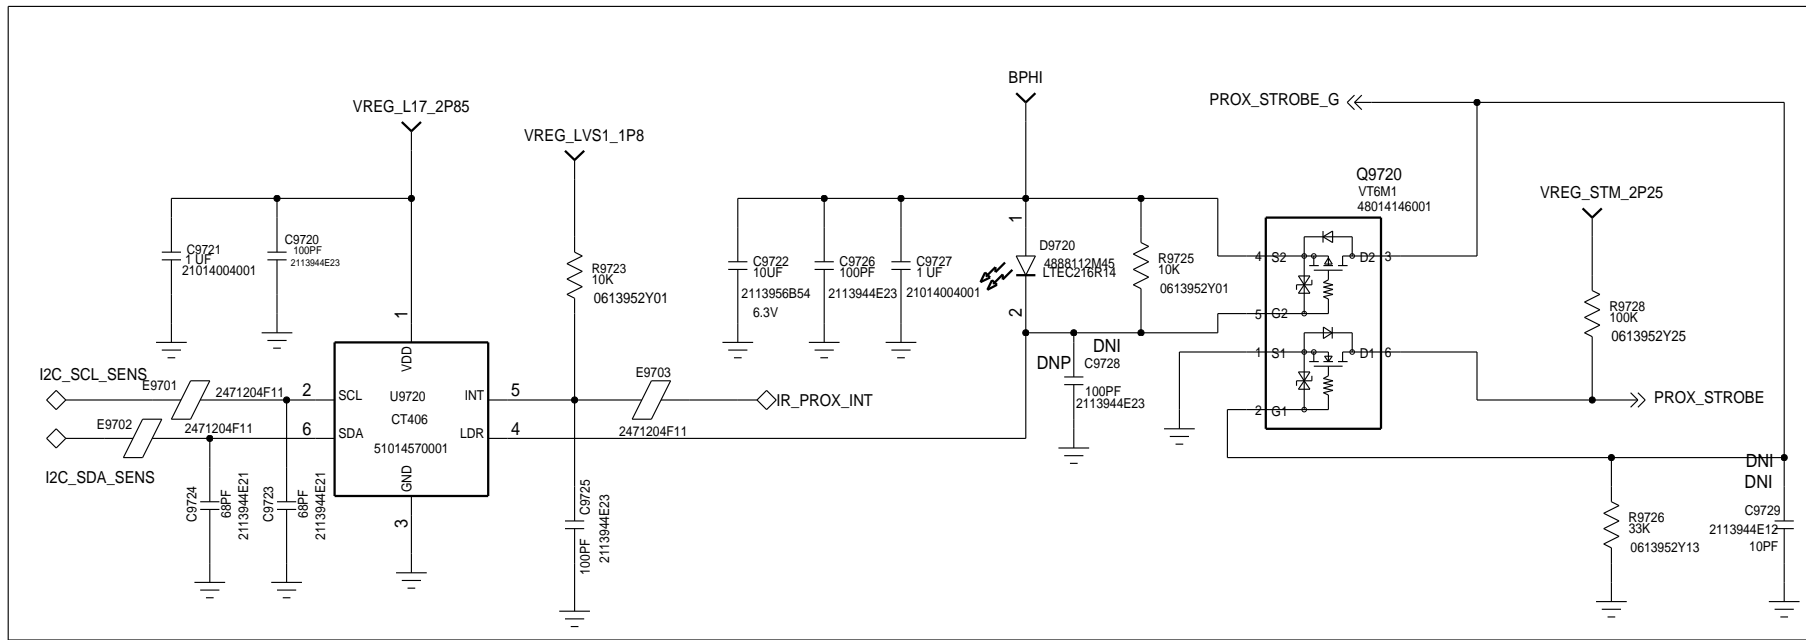 BPHI
VREG_L17_2P85
PROX_STROBE_G
VREG_LVS1_1P8
Q9720
VT6M1
48014146001
VREG_STM_2P25
C9721
1 UF
21014004001
C9720
100PF
2113944E23
R9723
10K
0613952Y01
C9722
10UF
2113956B54
6.3V
C9726
100PF
2113944E23
C9727
1 UF
21014004001
1
D9720
4888112M45
LTEC216R14
2
R9725
10K
0613952Y01
4 S2 D2 3
5 G2
1 S1 D1 6
2 G1
R9728
100K
0613952Y25
PROX_STROBE
DNI
DNP
C9728
100PF
2113944E23
1
VDD
I2C_SCL_SENS
E9701
2471204F11
2
SCL
U9720
CT406
51014570001
INT
5
E9703
2471204F11
IR_PROX_INT
E9702
2471204F11
6
SDA
LDR
4
I2C_SDA_SENS
GND
3
C9724
68PF
2113944E21
C9723
68PF
2113944E21
C9725
100PF
2113944E23
DNI
DNI
R9726
33K
0613952Y13
C9729
2113944E12
10PF